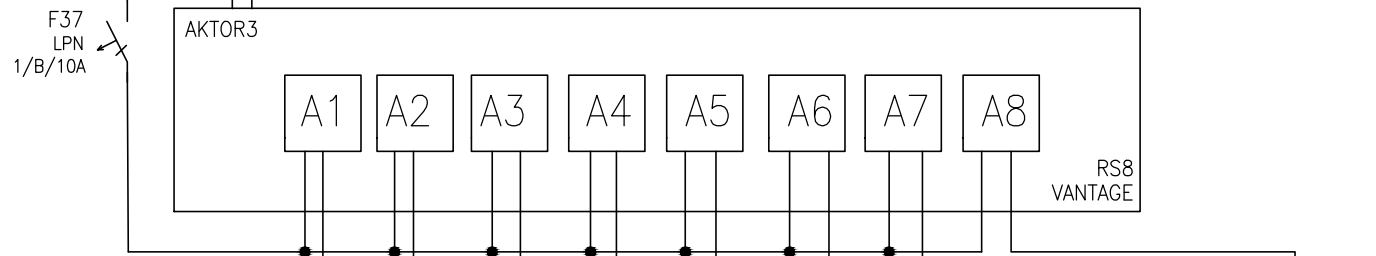 F37
LPN
1/B/10A
AKTOR3
A1 A2 A3 A4 A5 A6 A7 A8
RS8
VANTAGE